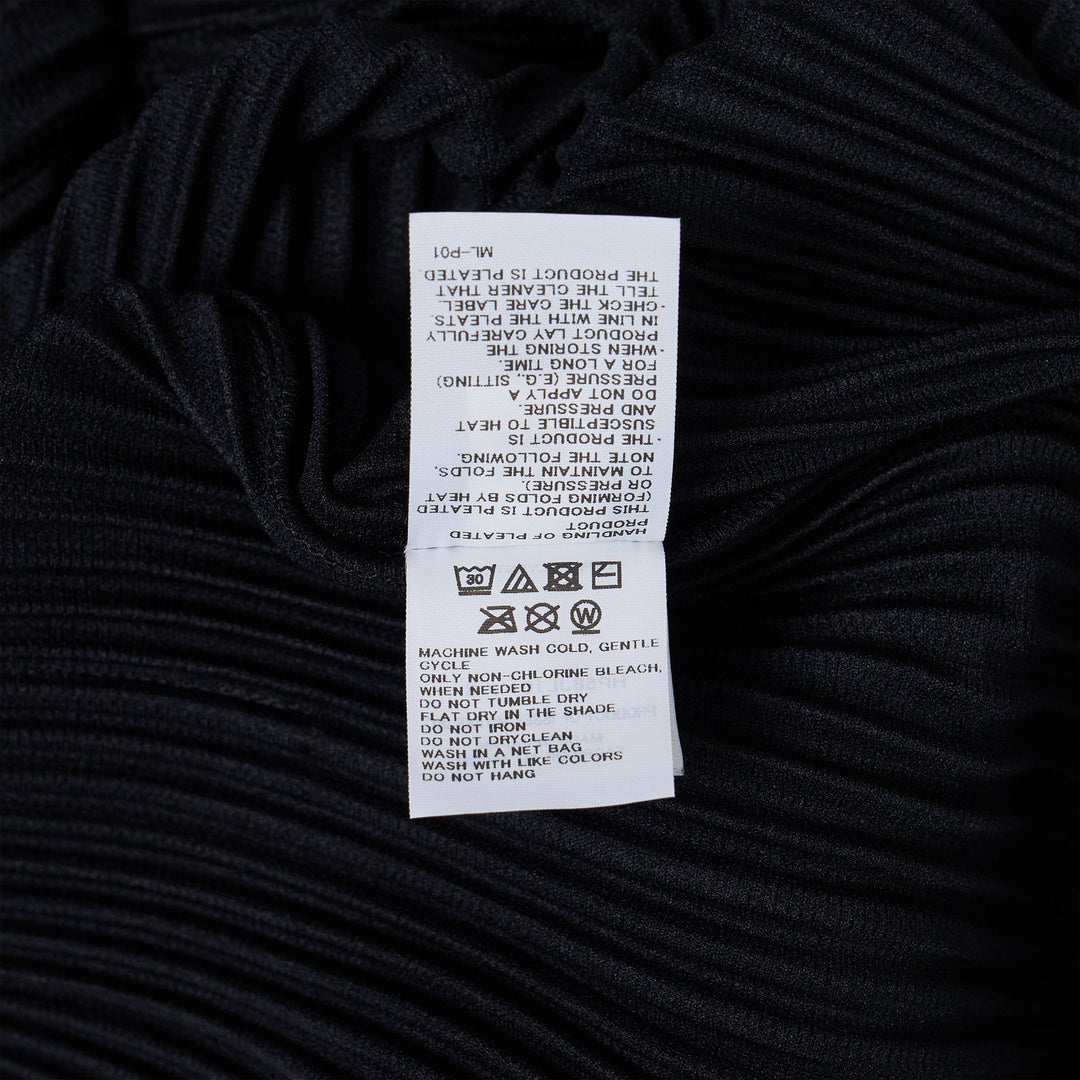 HANDLING OF PLEATED
PRODUCT
THIS PRODUCT IS PLEATED
(FORMING FOLDS BY HEAT
OR PRESSURE).
TO MAINTAIN THE FOLDS,
NOTE THE FOLLOWING.
·THE PRODUCT IS
SUSCEPTIBLE TO HEAT
AND PRESSURE.
DO NOT APPLY A
PRESSURE (E.G., SITTING)
FOR A LONG TIME.
·WHEN STORING THE
PRODUCT LAY CAREFULLY
IN LINE WITH THE PLEATS.
·CHECK THE CARE LABEL.
TELL THE CLEANER THAT
THE PRODUCT IS PLEATED.
ML-P01
30
W
MACHINE WASH COLD, GENTLE
CYCLE
ONLY NON-CHLORINE BLEACH,
WHEN NEEDED
DO NOT TUMBLE DRY
FLAT DRY IN THE SHADE
DO NOT IRON
DO NOT DRYCLEAN
WASH IN A NET BAG
WASH WITH LIKE COLORS
DO NOT HANG